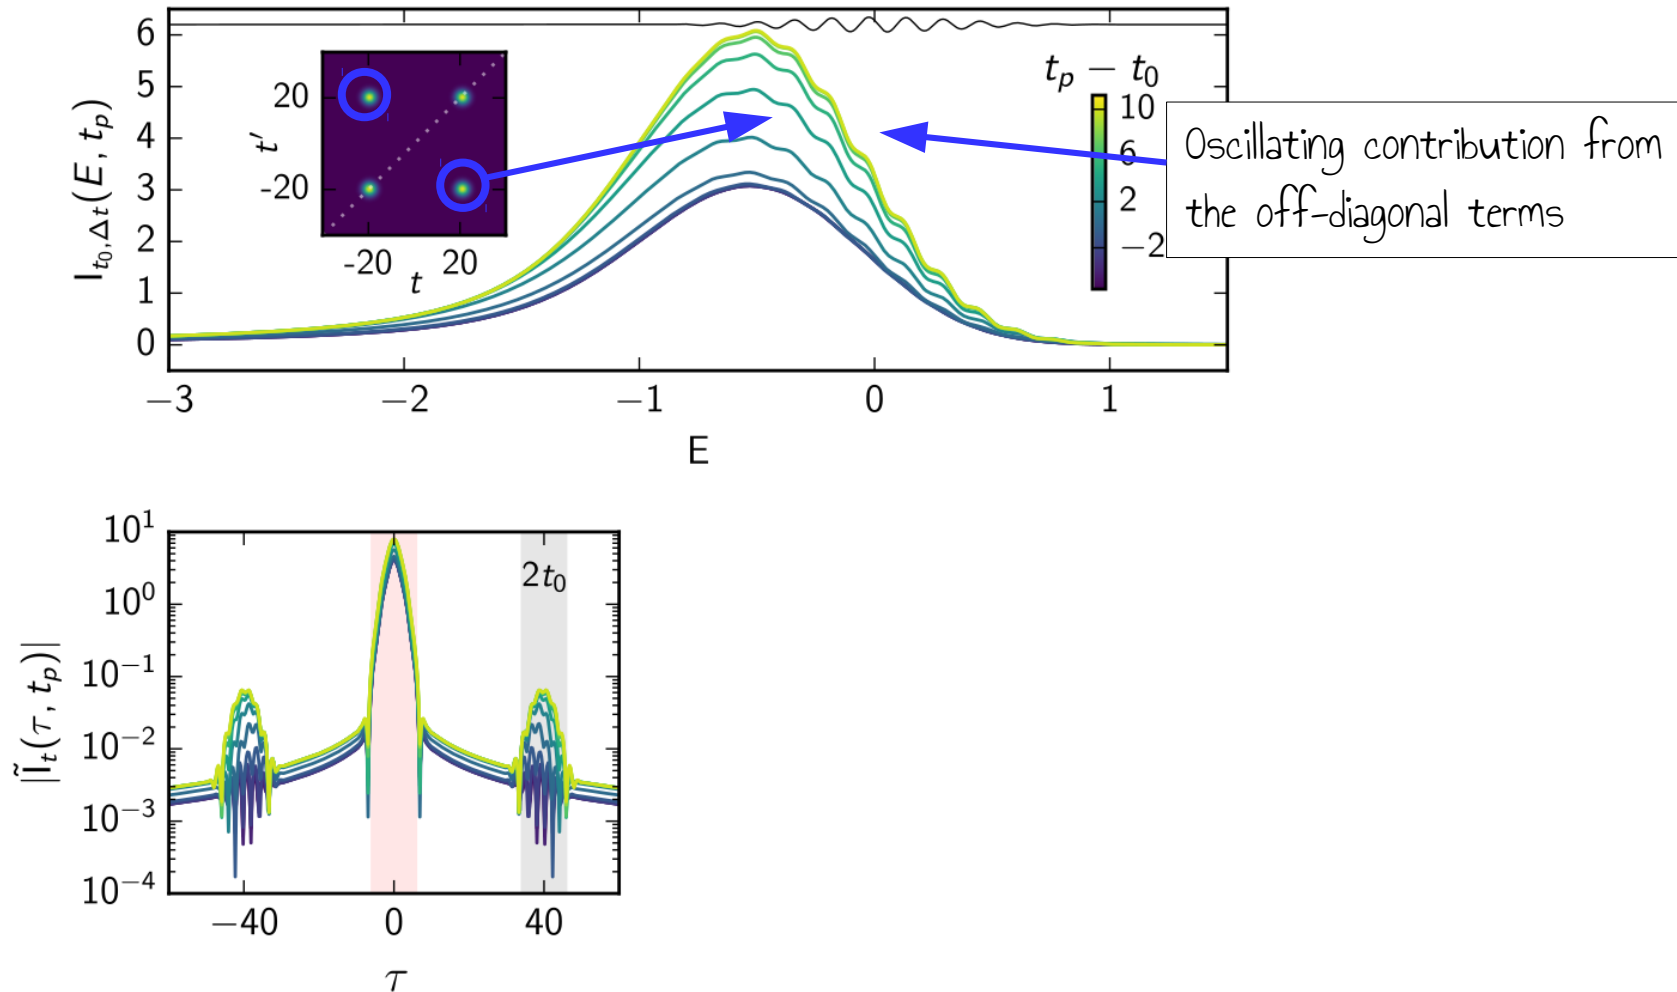 6
5
4
3
2
1
0
I_{t_0,Δt}(E, t_p)
−3
−2
−1
0
1
E
20
-20
t′
-20
20
t
t_p − t_0
10
6
2
−2
Oscillating contribution from
the off-diagonal terms
10^1
10^0
10^{−1}
10^{−2}
10^{−3}
10^{−4}
|Ĩ_t(τ, t_p)|
2t_0
−40
0
40
τ